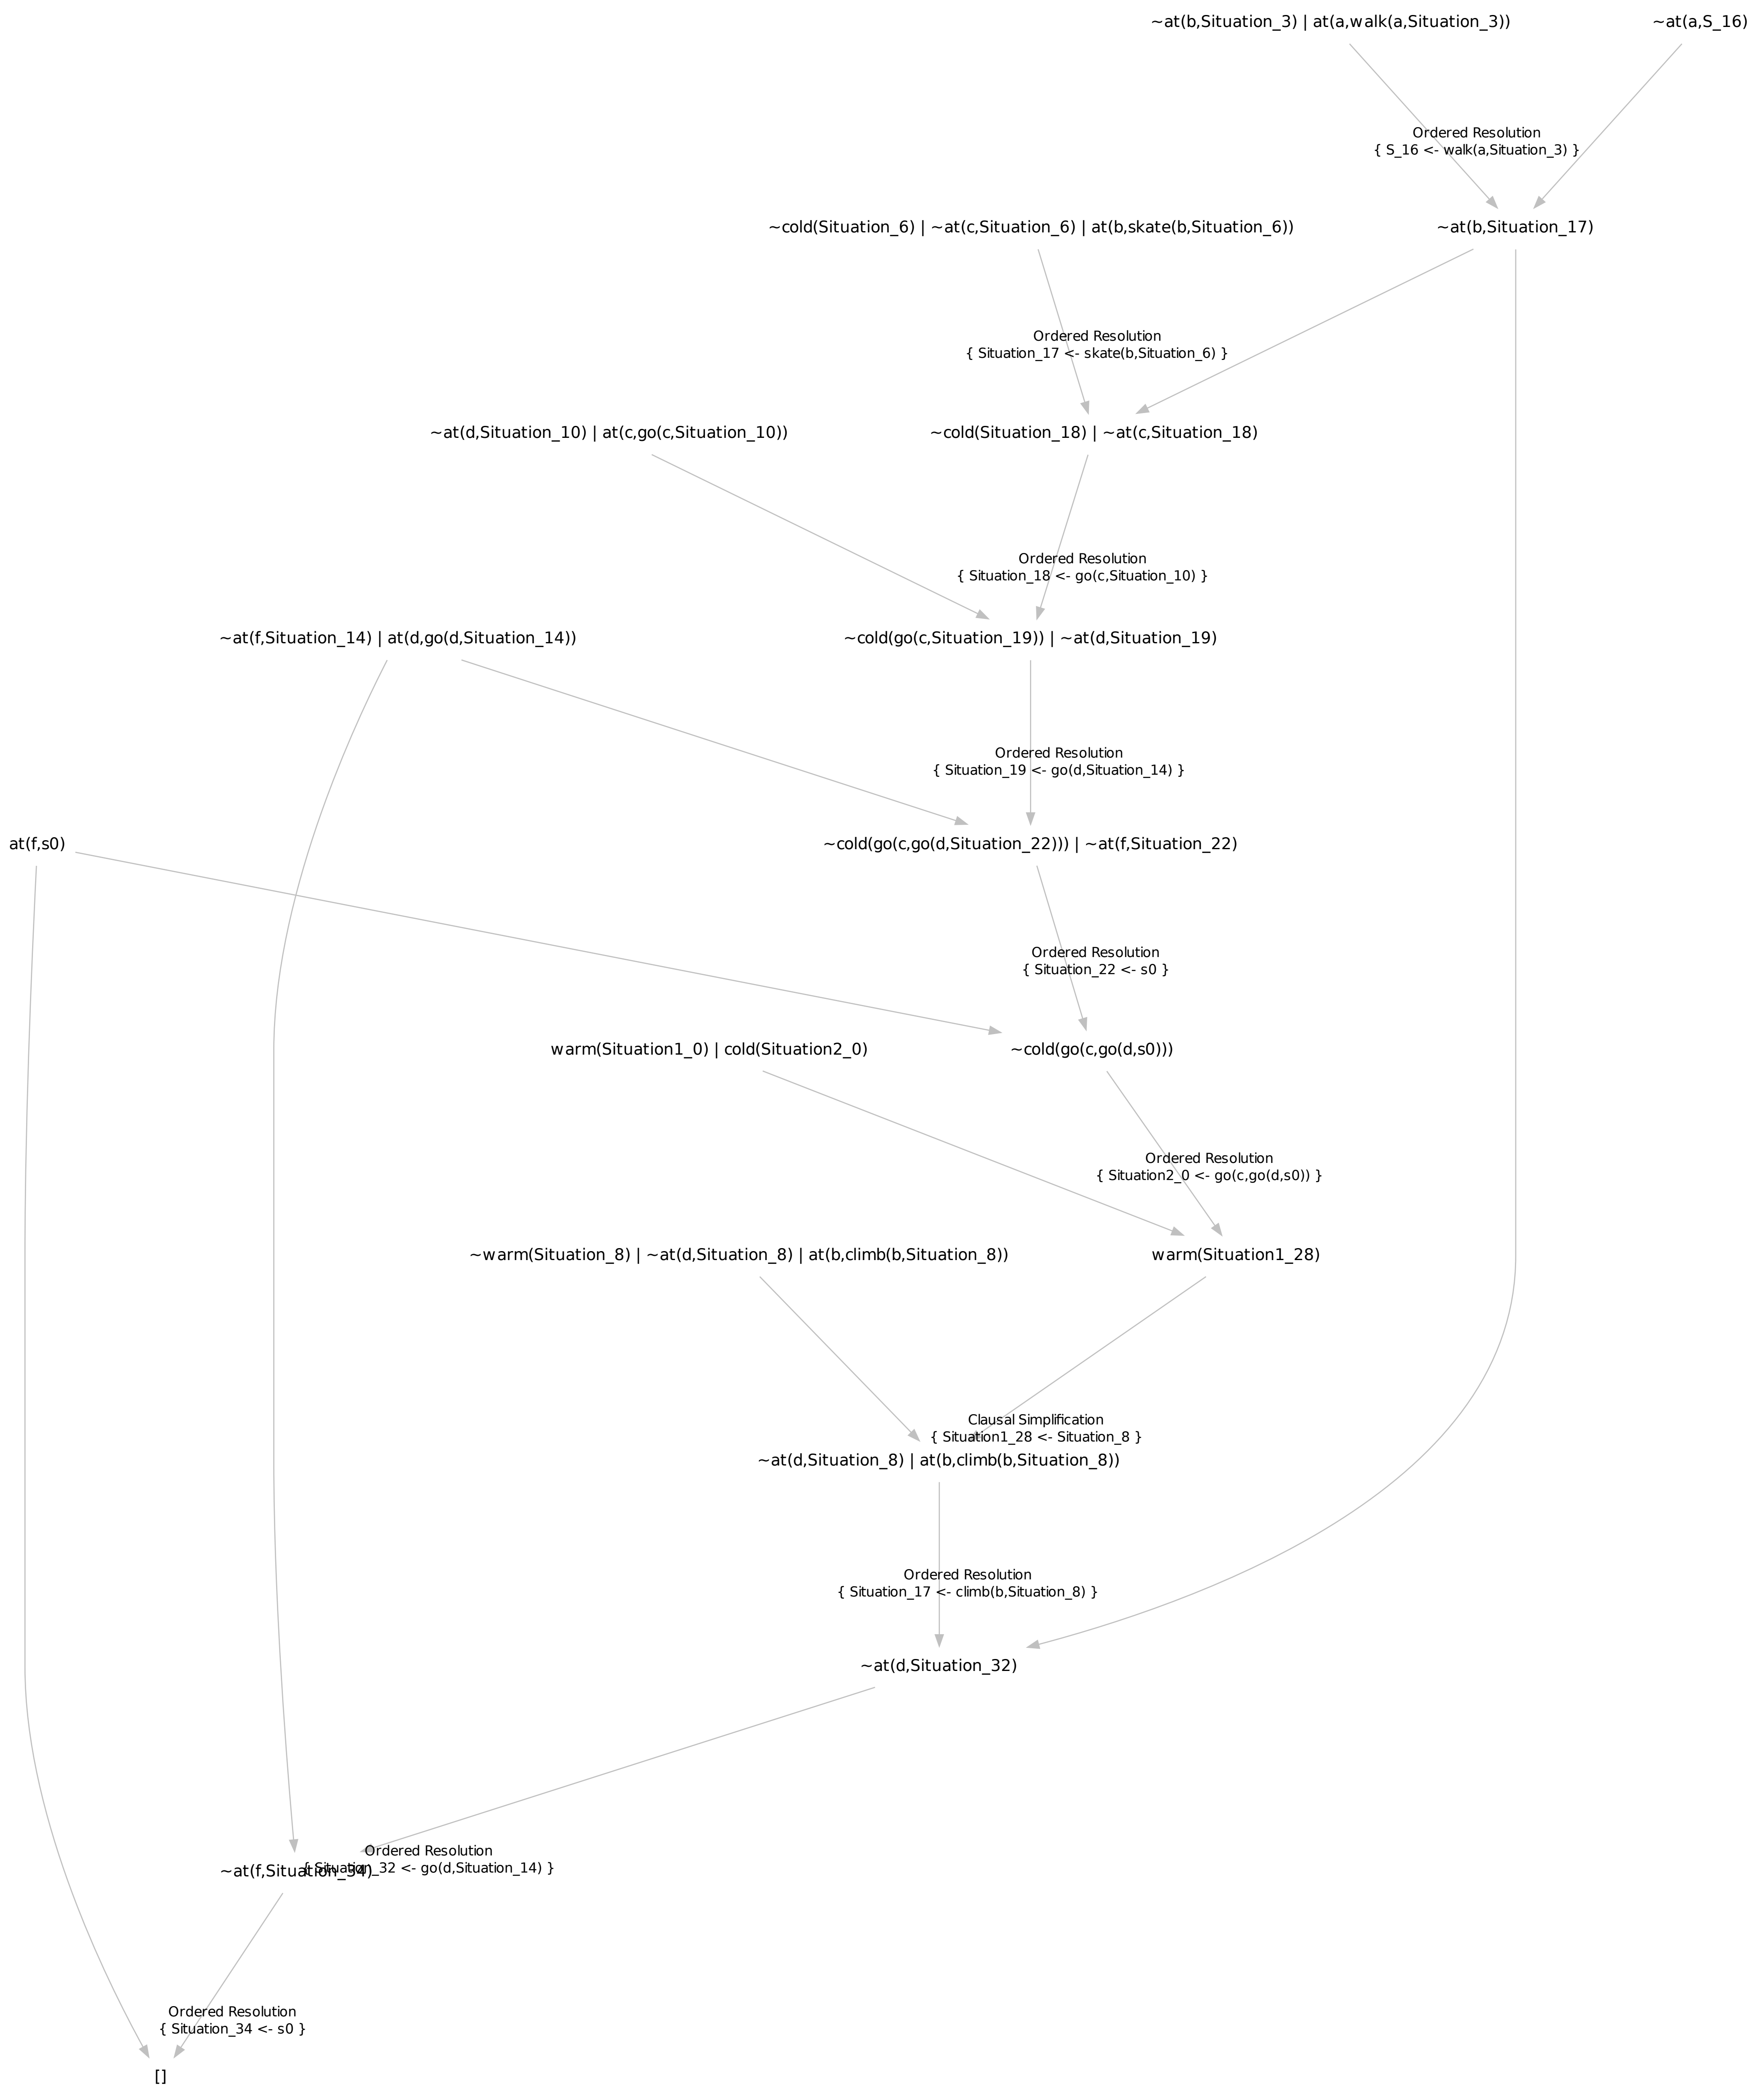 ~at(b,Situation_3) | at(a,walk(a,Situation_3))
~at(a,S_16)
Ordered Resolution
{ S_16 <- walk(a,Situation_3) }
~cold(Situation_6) | ~at(c,Situation_6) | at(b,skate(b,Situation_6))
~at(b,Situation_17)
Ordered Resolution
{ Situation_17 <- skate(b,Situation_6) }
~at(d,Situation_10) | at(c,go(c,Situation_10))
~cold(Situation_18) | ~at(c,Situation_18)
Ordered Resolution
{ Situation_18 <- go(c,Situation_10) }
~at(f,Situation_14) | at(d,go(d,Situation_14))
~cold(go(c,Situation_19)) | ~at(d,Situation_19)
Ordered Resolution
{ Situation_19 <- go(d,Situation_14) }
at(f,s0)
~cold(go(c,go(d,Situation_22))) | ~at(f,Situation_22)
Ordered Resolution
{ Situation_22 <- s0 }
warm(Situation1_0) | cold(Situation2_0)
~cold(go(c,go(d,s0)))
Ordered Resolution
{ Situation2_0 <- go(c,go(d,s0)) }
~warm(Situation_8) | ~at(d,Situation_8) | at(b,climb(b,Situation_8))
warm(Situation1_28)
Clausal Simplification
{ Situation1_28 <- Situation_8 }
~at(d,Situation_8) | at(b,climb(b,Situation_8))
Ordered Resolution
{ Situation_17 <- climb(b,Situation_8) }
~at(d,Situation_32)
Ordered Resolution
{ Situation_32 <- go(d,Situation_14) }
~at(f,Situation_34)
Ordered Resolution
{ Situation_34 <- s0 }
[]